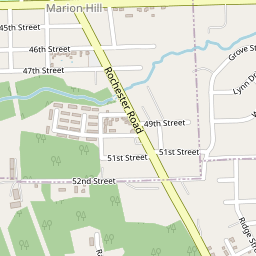 Marion Hill
45th Street
46th Street
47th Street
Rochester Road
Grove St
Lynn Dr
49th Street
51st Street
51st Street
52nd Street
Ridge Str